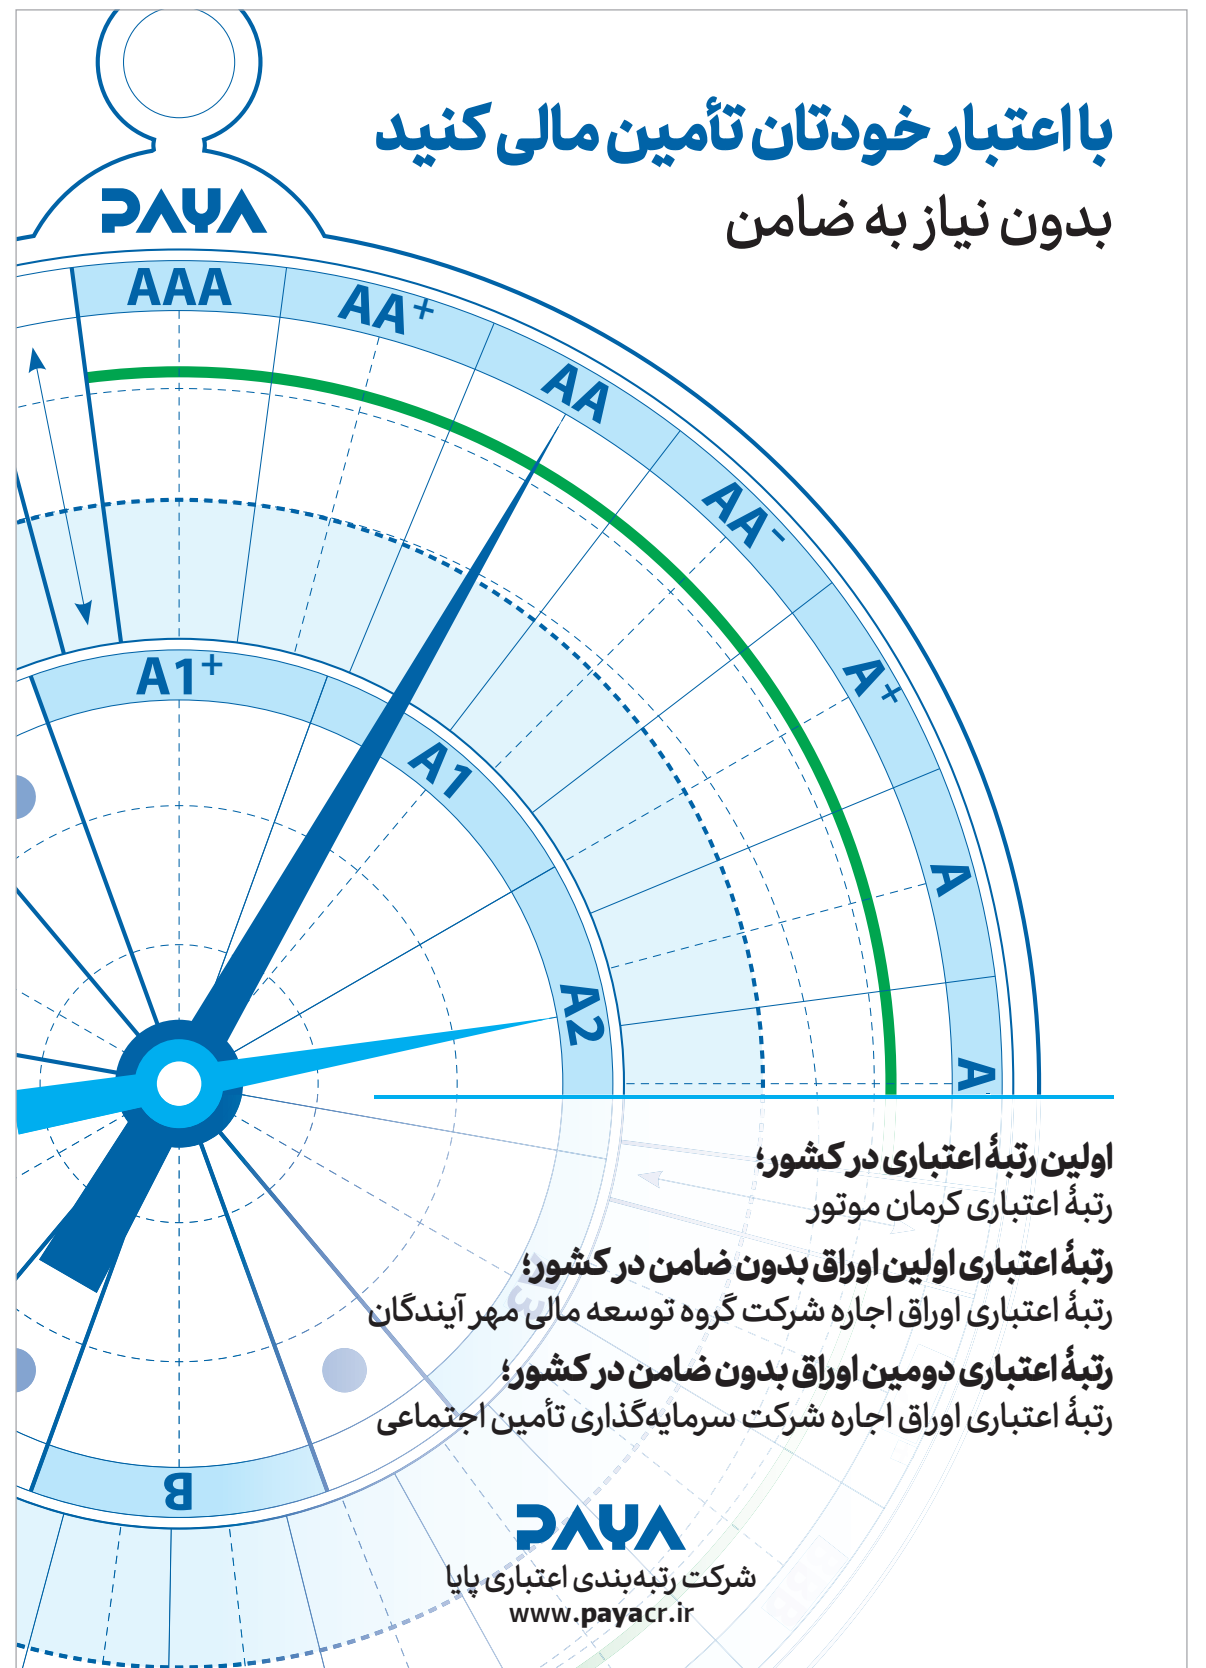 با اعتبار خودتان تأمین مالی کنید
بدون نیاز به ضامن
PAYA
AAA
AA+
AA
AA-
A+
A
A
A1+
A1
A2
اولین رتبهٔ اعتباری در کشور؛
رتبهٔ اعتباری کرمان موتور
رتبهٔ اعتباری اولین اوراق بدون ضامن در کشور؛
رتبهٔ اعتباری اوراق اجاره شرکت گروه توسعه مالی مهر آیندگان
رتبهٔ اعتباری دومین اوراق بدون ضامن در کشور؛
رتبهٔ اعتباری اوراق اجاره شرکت سرمایه‌گذاری تأمین اجتماعی
B
PAYA
شرکت رتبه‌بندی اعتباری پایا
www.payacr.ir